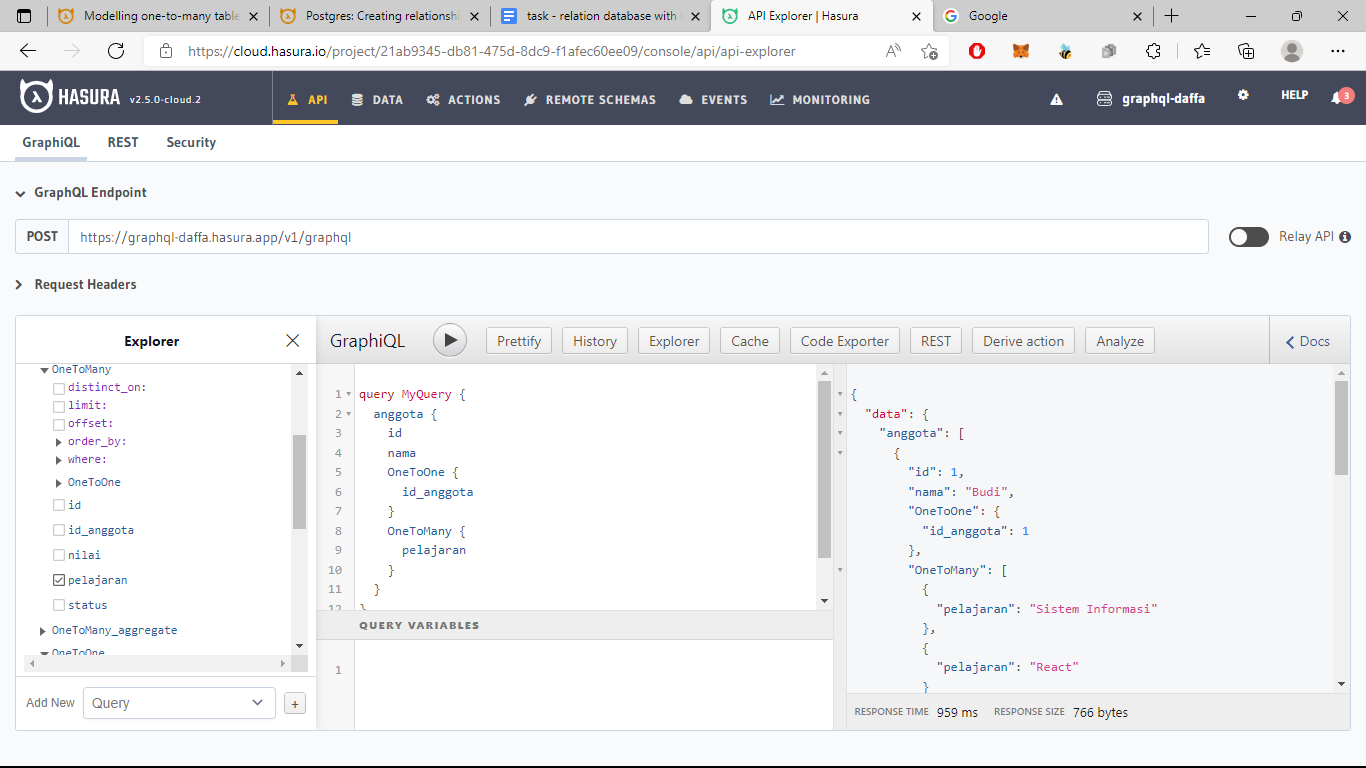 Modelling one-to-many table
Postgres: Creating relationshi
task - relation database with
API Explorer | Hasura
Google
https://cloud.hasura.io/project/21ab9345-db81-475d-8dc9-f1afec60ee09/console/api/api-explorer
HASURA v2.5.0-cloud.2
API
DATA
ACTIONS
REMOTE SCHEMAS
EVENTS
MONITORING
graphql-daffa
HELP
3
GraphiQL
REST
Security
GraphQL Endpoint
POST https://graphql-daffa.hasura.app/v1/graphql
Relay API
Request Headers
Explorer
OneToMany
distinct_on:
limit:
offset:
order_by:
where:
OneToOne
id
id_anggota
nilai
pelajaran
status
OneToMany_aggregate
OneToOne
Add New Query +
GraphiQL
Prettify
History
Explorer
Cache
Code Exporter
REST
Derive action
Analyze
Docs
1 query MyQuery {
2 anggota {
3 id
4 nama
5 OneToOne {
6 id_anggota
7 }
8 OneToMany {
9 pelajaran
10 }
11 }
12 }
QUERY VARIABLES
1
{
"data": {
"anggota": [
{
"id": 1,
"nama": "Budi",
"OneToOne": {
"id_anggota": 1
},
"OneToMany": [
{
"pelajaran": "Sistem Informasi"
},
{
"pelajaran": "React"
}
RESPONSE TIME 959 ms RESPONSE SIZE 766 bytes